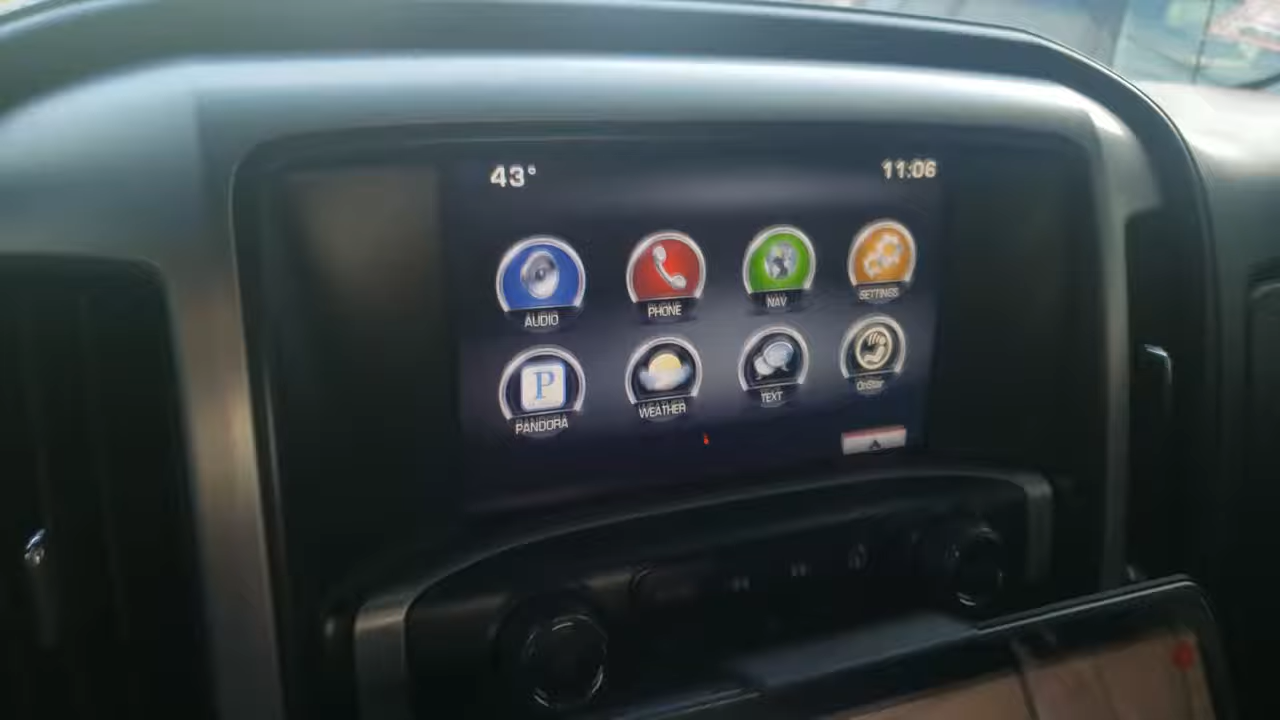 43° 11:06
AUDIO PHONE NAV SETTINGS
P
PANDORA WEATHER TEXT OnStar